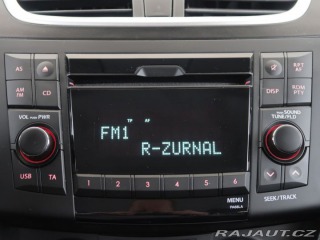 AS
RPT
AF
AM
FM
CD
DISP
RDM
PTY
VOL PUSH PWR
PUSH SOUND
TUNE/FLD
TP AF
FM1
R-ZURNAL
USB
TA
1 2 3 4 5 6
MENU
SEEK/TRACK
RAJAUT.CZ